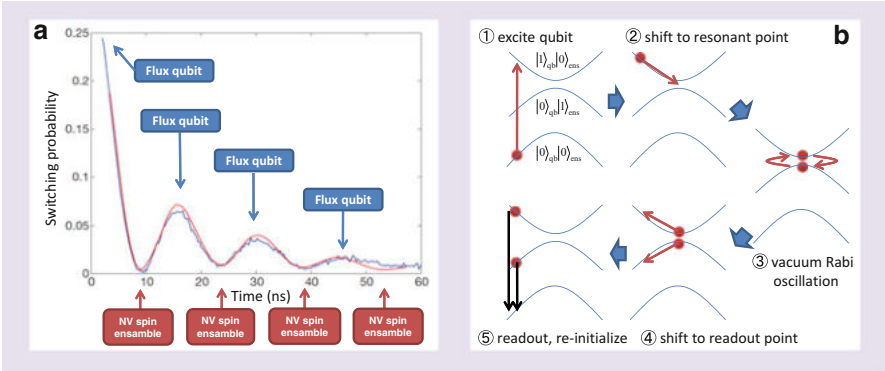 a
0.25
0.2
0.15
0.1
0.05
0
Switching probability
Flux qubit
Flux qubit
Flux qubit
Flux qubit
0 10 20 30 40 50 60
Time (ns)
NV spin
ensemble
NV spin
ensemble
NV spin
ensemble
NV spin
ensemble
b
① excite qubit
② shift to resonant point
|1⟩qb|0⟩ens
|0⟩qb|1⟩ens
|0⟩qb|0⟩ens
③ vacuum Rabi
oscillation
⑤ readout, re-initialize
④ shift to readout point